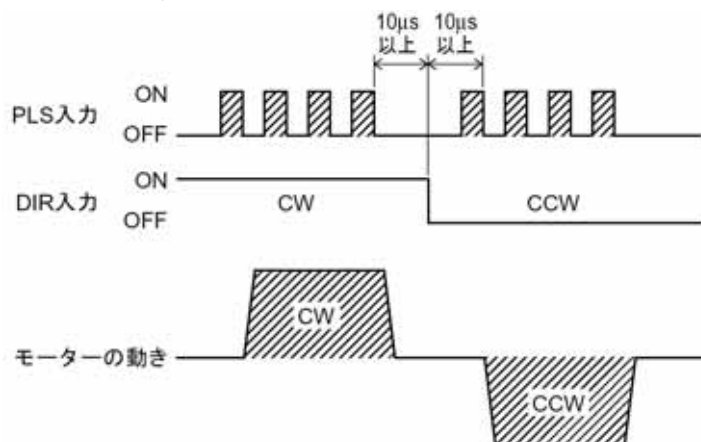 10μs
以上
10μs
以上
PLS入力
ON
OFF
DIR入力
ON
OFF
CW
CCW
モーターの動き
CW
CCW